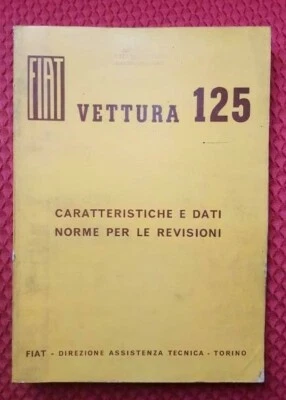 FIAT
VETTURA 125
CARATTERISTICHE E DATI
NORME PER LE REVISIONI
FIAT - DIREZIONE ASSISTENZA TECNICA - TORINO